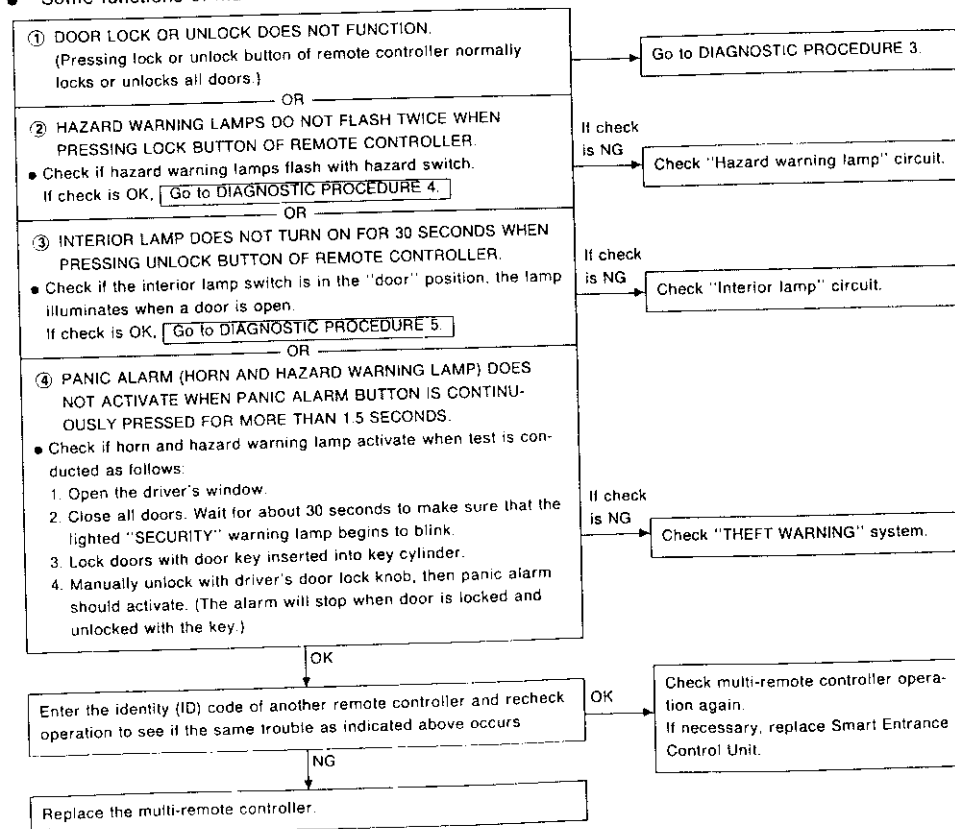 ① DOOR LOCK OR UNLOCK DOES NOT FUNCTION.
(Pressing lock or unlock button of remote controller normally
locks or unlocks all doors.)
Go to DIAGNOSTIC PROCEDURE 3.
OR
② HAZARD WARNING LAMPS DO NOT FLASH TWICE WHEN
PRESSING LOCK BUTTON OF REMOTE CONTROLLER.
• Check if hazard warning lamps flash with hazard switch.
If check is OK, Go to DIAGNOSTIC PROCEDURE 4.
If check
is NG
Check "Hazard warning lamp" circuit.
OR
③ INTERIOR LAMP DOES NOT TURN ON FOR 30 SECONDS WHEN
PRESSING UNLOCK BUTTON OF REMOTE CONTROLLER.
• Check if the interior lamp switch is in the "door" position, the lamp
illuminates when a door is open.
If check is OK, Go to DIAGNOSTIC PROCEDURE 5.
If check
is NG
Check "Interior lamp" circuit.
OR
④ PANIC ALARM (HORN AND HAZARD WARNING LAMP) DOES
NOT ACTIVATE WHEN PANIC ALARM BUTTON IS CONTINU-
OUSLY PRESSED FOR MORE THAN 1.5 SECONDS.
• Check if horn and hazard warning lamp activate when test is con-
ducted as follows:
1. Open the driver's window.
2. Close all doors. Wait for about 30 seconds to make sure that the
lighted "SECURITY" warning lamp begins to blink.
3. Lock doors with door key inserted into key cylinder.
4. Manually unlock with driver's door lock knob, then panic alarm
should activate. (The alarm will stop when door is locked and
unlocked with the key.)
If check
is NG
Check "THEFT WARNING" system.
OK
Enter the identity (ID) code of another remote controller and recheck
operation to see if the same trouble as indicated above occurs
OK
Check multi-remote controller opera-
tion again.
If necessary, replace Smart Entrance
Control Unit.
NG
Replace the multi-remote controller.